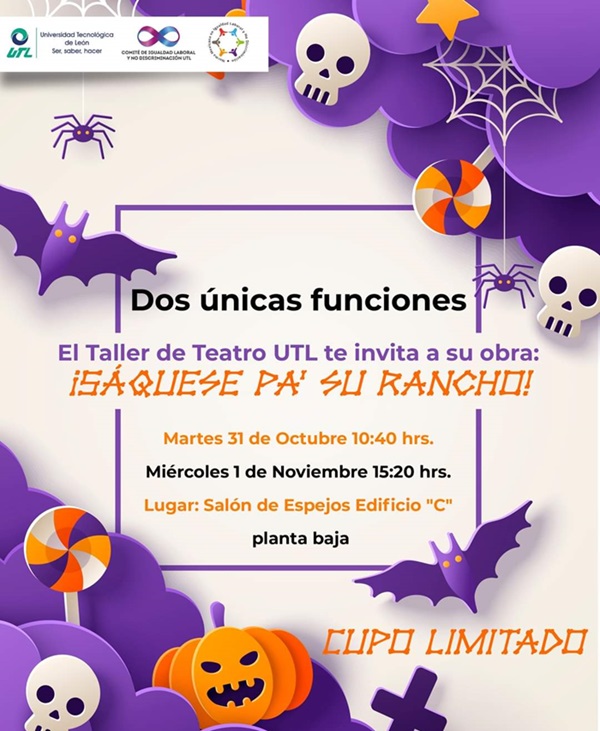 UTL
Universidad Tecnológica
de León
Ser, saber, hacer
COMITÉ DE IGUALDAD LABORAL
Y NO DISCRIMINACIÓN UTL
Dos únicas funciones
El Taller de Teatro UTL te invita a su obra:
¡SÁQUESE PA' SU RANCHO!
Martes 31 de Octubre 10:40 hrs.
Miércoles 1 de Noviembre 15:20 hrs.
Lugar: Salón de Espejos Edificio "C"
planta baja
CUPO LIMITADO